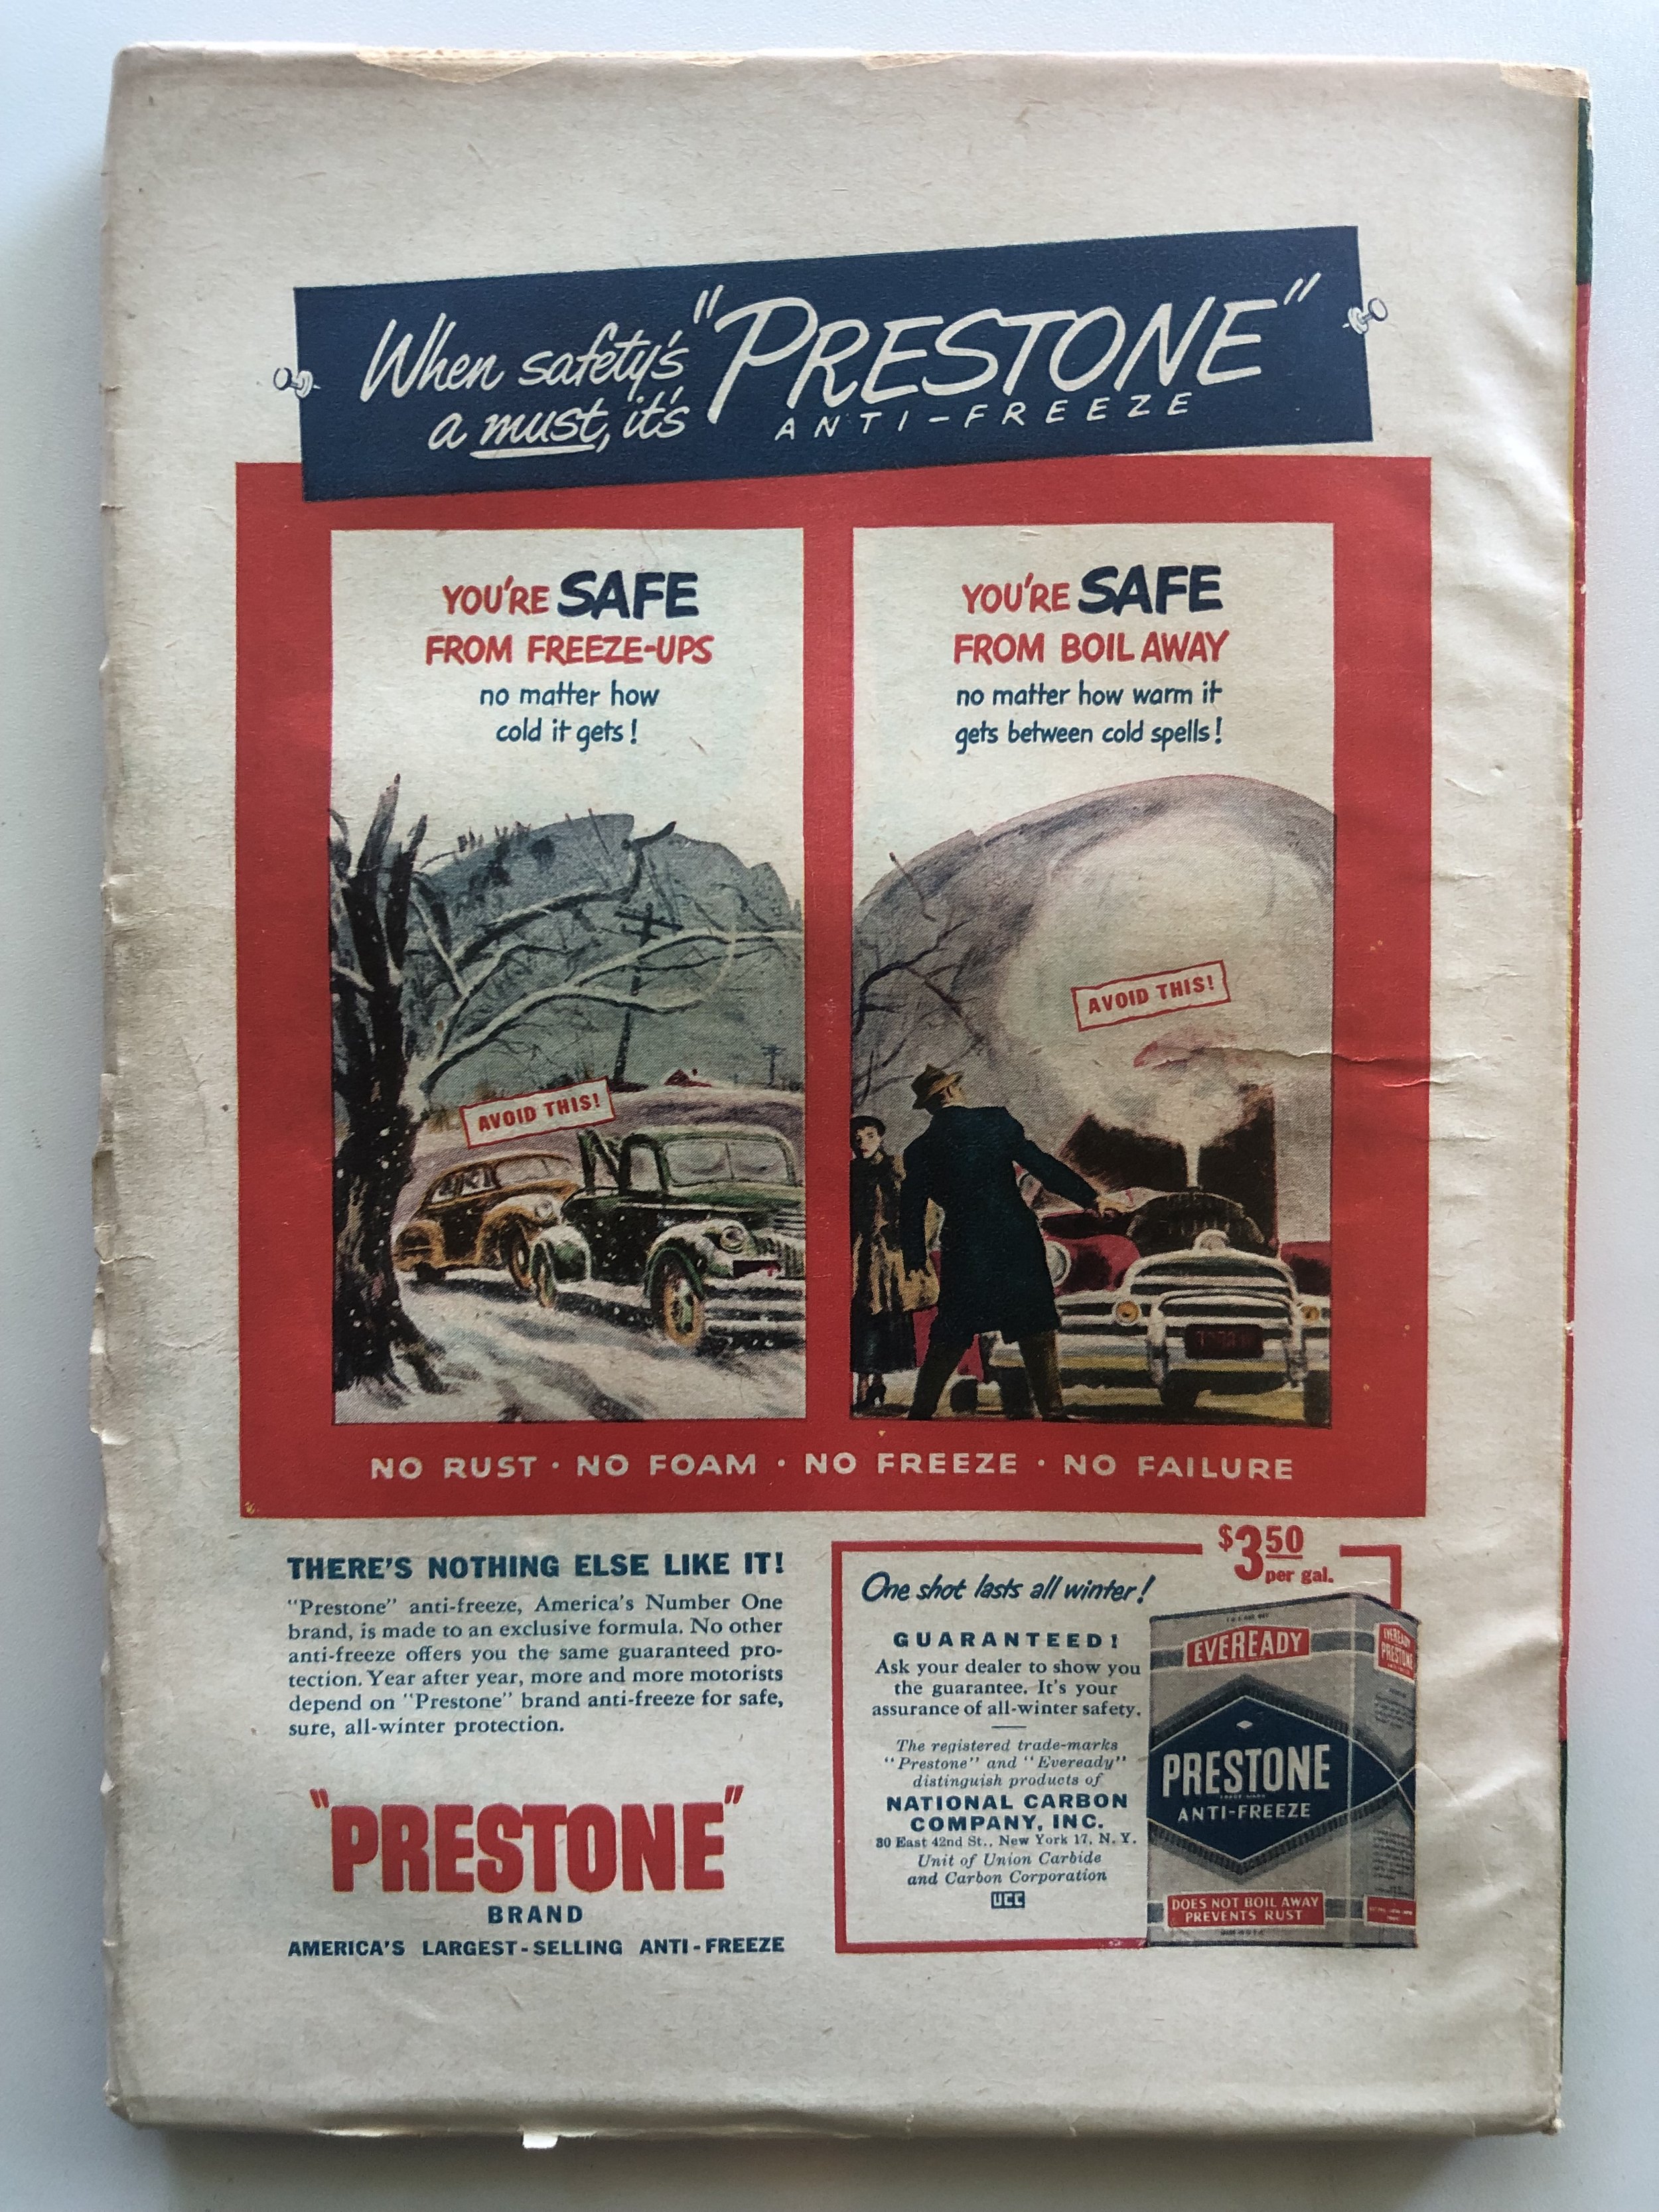 When safety's
a must, it's
"PRESTONE"
ANTI-FREEZE
YOU'RE SAFE
FROM FREEZE-UPS
no matter how
cold it gets!
AVOID THIS!
YOU'RE SAFE
FROM BOIL AWAY
no matter how warm it
gets between cold spells!
AVOID THIS!
NO RUST · NO FOAM · NO FREEZE · NO FAILURE
THERE'S NOTHING ELSE LIKE IT!
"Prestone" anti-freeze, America's Number One
brand, is made to an exclusive formula. No other
anti-freeze offers you the same guaranteed pro-
tection. Year after year, more and more motorists
depend on "Prestone" brand anti-freeze for safe,
sure, all-winter protection.
"PRESTONE"
BRAND
AMERICA'S LARGEST-SELLING ANTI-FREEZE
$3.50
per gal.
One shot lasts all winter!
GUARANTEED!
Ask your dealer to show you
the guarantee. It's your
assurance of all-winter safety.
The registered trade-marks
"Prestone" and "Eveready"
distinguish products of
NATIONAL CARBON
COMPANY, INC.
30 East 42nd St., New York 17, N. Y.
Unit of Union Carbide
and Carbon Corporation
UCC
EVEREADY
PRESTONE
TRADE-MARK
ANTI-FREEZE
DOES NOT BOIL AWAY
PREVENTS RUST
EVEREADY
PRESTONE